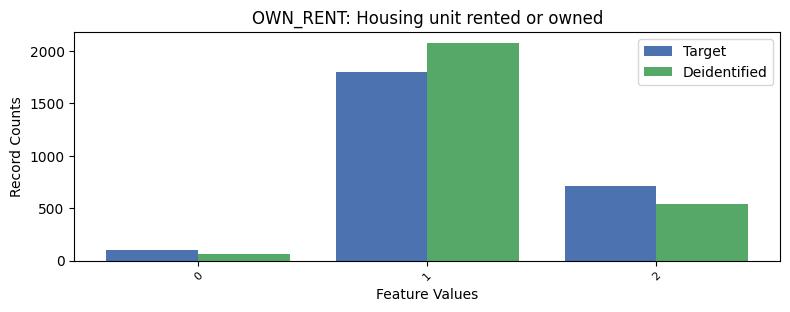 OWN_RENT: Housing unit rented or owned
Target
Deidentified
Record Counts
2000
1500
1000
500
0
0
1
2
Feature Values